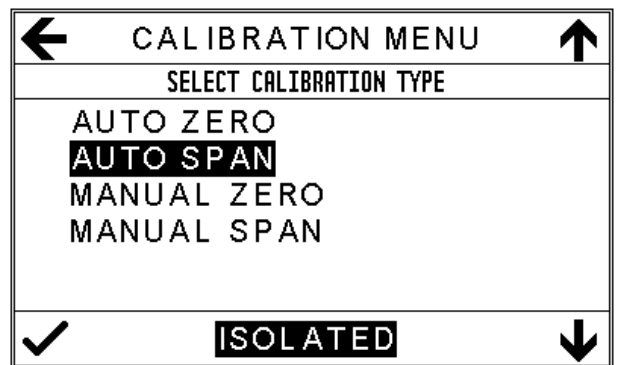 CALIBRATION MENU
SELECT CALIBRATION TYPE
AUTO ZERO
AUTO SPAN
MANUAL ZERO
MANUAL SPAN
ISOLATED